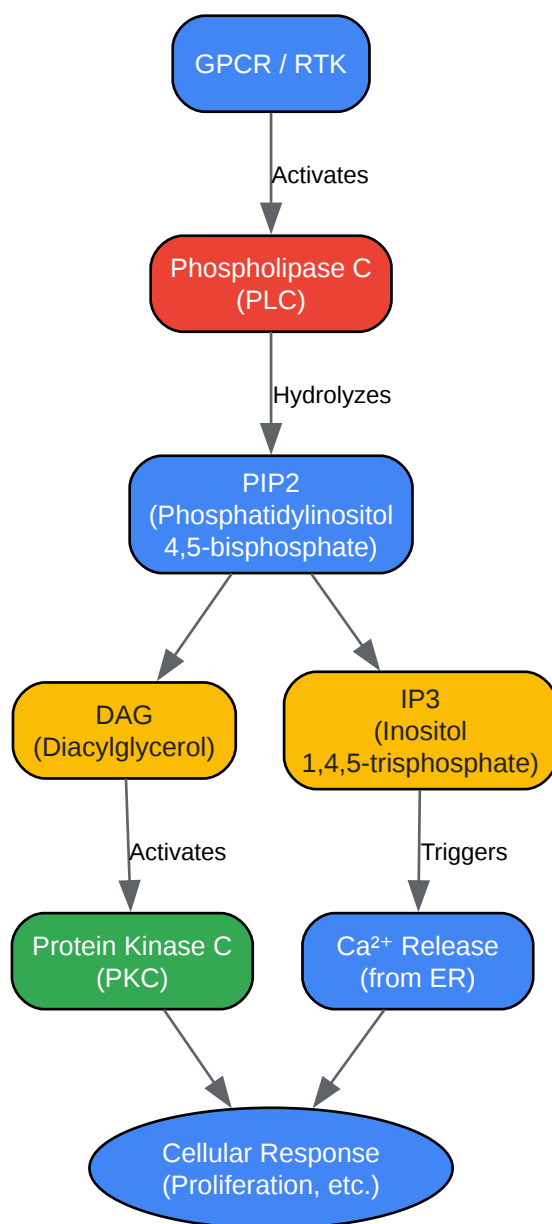 GPCR / RTK
Activates
Phospholipase C
(PLC)
Hydrolyzes
PIP2
(Phosphatidylinositol
4,5-bisphosphate)
DAG
(Diacylglycerol)
IP3
(Inositol
1,4,5-trisphosphate)
Activates
Triggers
Protein Kinase C
(PKC)
Ca²⁺ Release
(from ER)
Cellular Response
(Proliferation, etc.)